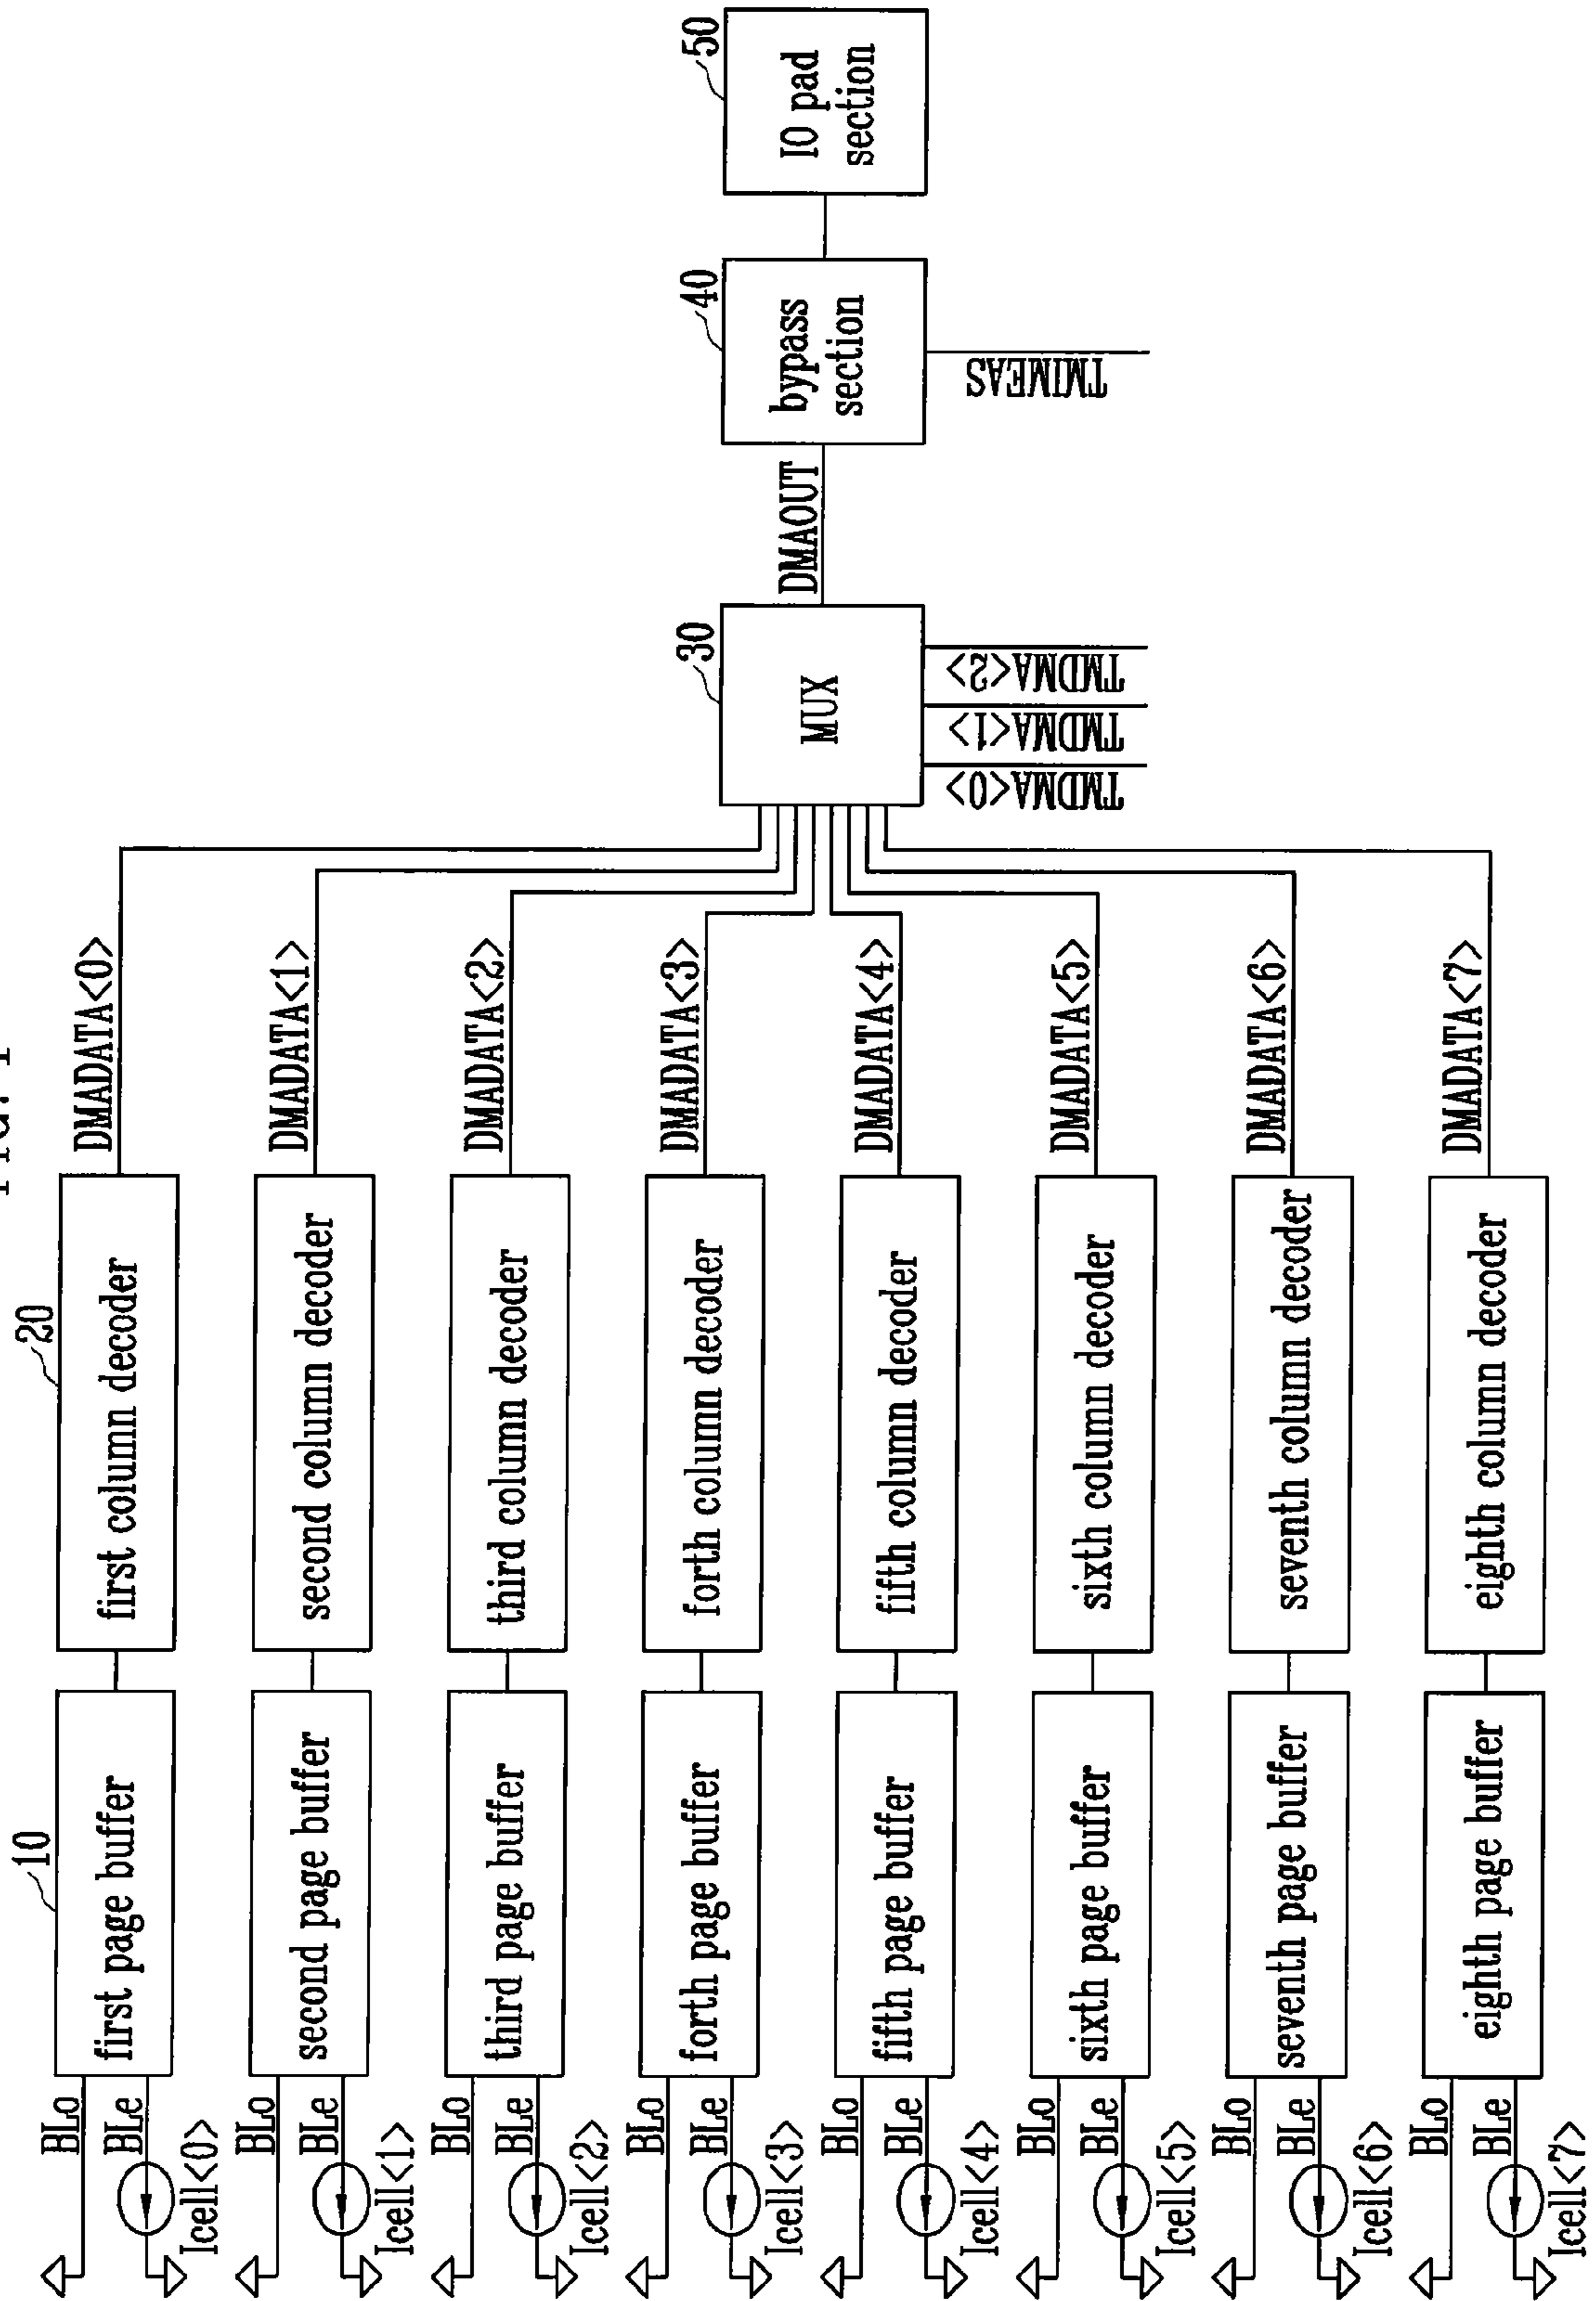 FIG. 1
BLo
BLe
Icell<0>
10
first page buffer
20
first column decoder
DMADATA<0>
BLo
BLe
Icell<1>
second page buffer
second column decoder
DMADATA<1>
BLo
BLe
Icell<2>
third page buffer
third column decoder
DMADATA<2>
BLo
BLe
Icell<3>
forth page buffer
forth column decoder
DMADATA<3>
BLo
BLe
Icell<4>
fifth page buffer
fifth column decoder
DMADATA<4>
BLo
BLe
Icell<5>
sixth page buffer
sixth column decoder
DMADATA<5>
BLo
BLe
Icell<6>
seventh page buffer
seventh column decoder
DMADATA<6>
BLo
BLe
Icell<7>
eighth page buffer
eighth column decoder
DMADATA<7>
30
MUX
TMDMA<0>
TMDMA<1>
TMDMA<2>
DMAOUT
40
bypass
section
TMIMEAS
50
IO pad
section